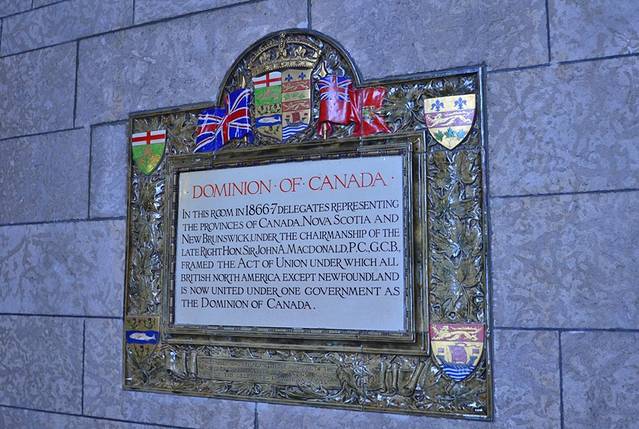 DOMINION · OF · CANADA ·
IN THIS ROOM IN 1866-7 DELEGATES REPRESENTING
THE PROVINCES OF CANADA, NOVA SCOTIA AND
NEW BRUNSWICK UNDER THE CHAIRMANSHIP OF THE
LATE RIGHT HON. SIR JOHN A. MACDONALD, P.C., G.C.B.
FRAMED THE ACT OF UNION UNDER WHICH ALL
BRITISH NORTH AMERICA EXCEPT NEWFOUNDLAND
IS NOW UNITED UNDER ONE GOVERNMENT AS
THE DOMINION OF CANADA.